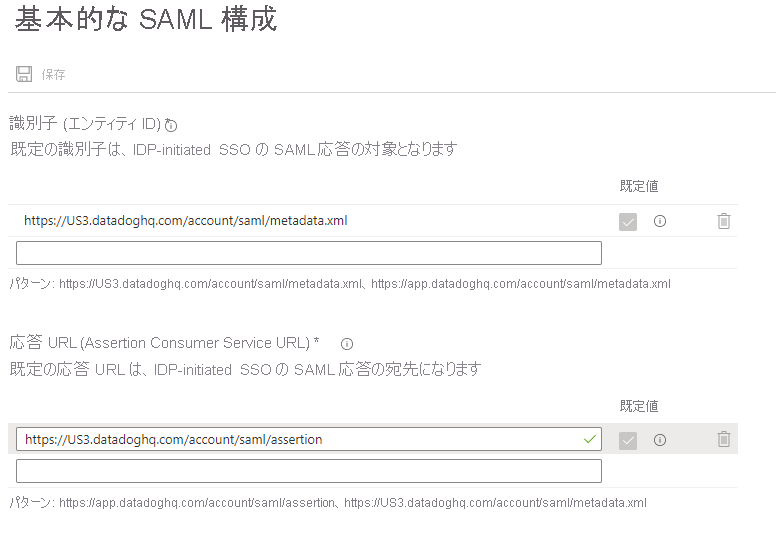 基本的な SAML 構成
保存
識別子 (エンティティ ID) *
既定の識別子は、IDP-initiated SSO の SAML 応答の対象となります
既定値
https://US3.datadoghq.com/account/saml/metadata.xml
パターン: https://US3.datadoghq.com/account/saml/metadata.xml、https://app.datadoghq.com/account/saml/metadata.xml
応答 URL (Assertion Consumer Service URL) *
既定の応答 URL は、IDP-initiated SSO の SAML 応答の宛先になります
既定値
https://US3.datadoghq.com/account/saml/assertion
パターン: https://app.datadoghq.com/account/saml/assertion、https://US3.datadoghq.com/account/saml/metadata.xml